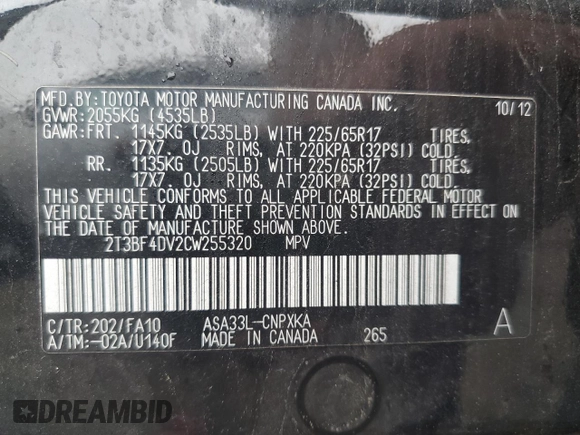 MFD.BY:TOYOTA MOTOR MANUFACTURING CANADA INC. 10/12
GVWR:2055KG (4535LB)
GAWR:FRT. 1145KG (2535LB) WITH 225/65R17 TIRES,
17X7.0J RIMS, AT 220KPA (32PSI) COLD
RR. 1135KG (2505LB) WITH 225/65R17 TIRES,
17X7.0J RIMS, AT 220KPA (32PSI) COLD.
THIS VEHICLE CONFORMS TO ALL APPLICABLE FEDERAL MOTOR
VEHICLE SAFETY AND THEFT PREVENTION STANDARDS IN EFFECT ON
THE DATE OF MANUFACTURE SHOWN ABOVE.
2T3BF4DV2CW255320 MPV
C/TR:202/FA10 ASA33L-CNPXKA
A/TM:-02A/U140F MADE IN CANADA 265 A
DREAMBID